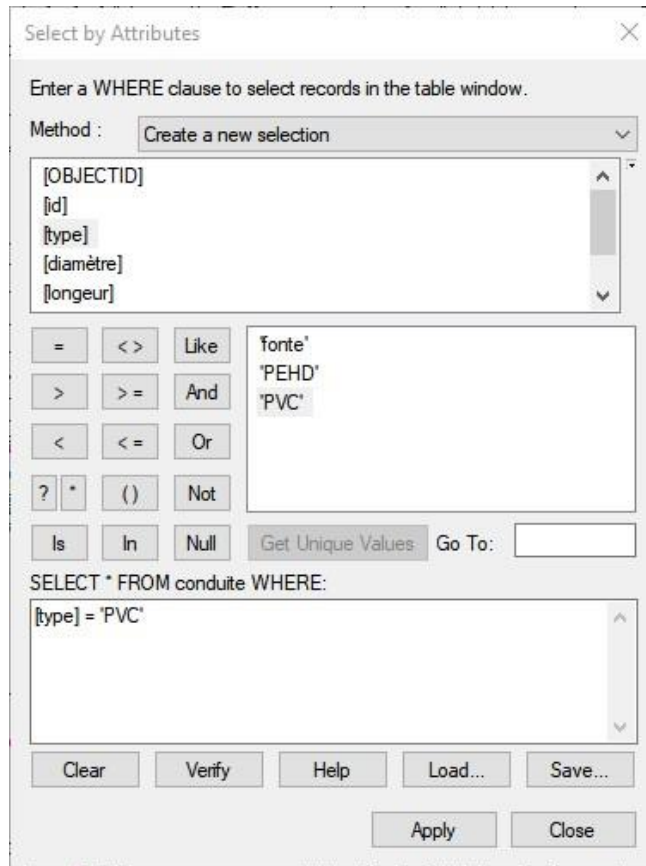 Select by Attributes
Enter a WHERE clause to select records in the table window.
Method : Create a new selection
[OBJECTID]
[id]
[type]
[diamètre]
[longeur]
= < > Like
> > = And
< < = Or
? * ( ) Not
Is In Null
'fonte'
'PEHD'
'PVC'
Get Unique Values Go To:
SELECT * FROM conduite WHERE:
[type] = 'PVC'
Clear Verify Help Load... Save...
Apply Close